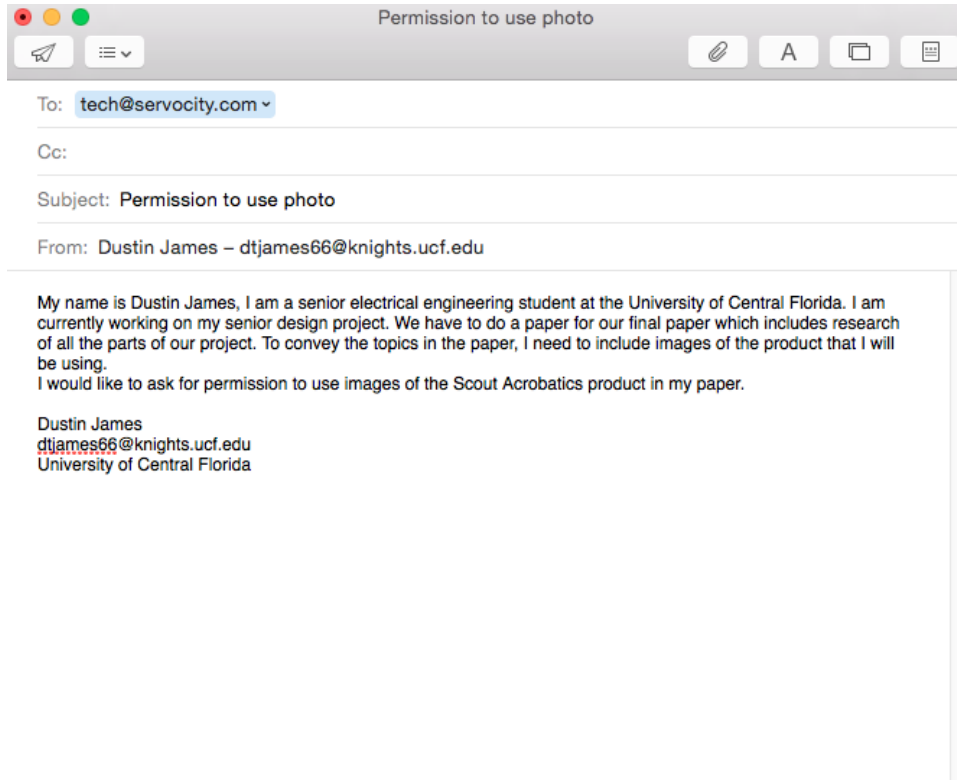 Permission to use photo
A
To: tech@servocity.com
Cc:
Subject: Permission to use photo
From: Dustin James – dtjames66@knights.ucf.edu
My name is Dustin James, I am a senior electrical engineering student at the University of Central Florida. I am
currently working on my senior design project. We have to do a paper for our final paper which includes research
of all the parts of our project. To convey the topics in the paper, I need to include images of the product that I will
be using.
I would like to ask for permission to use images of the Scout Acrobatics product in my paper.
Dustin James
dtjames66@knights.ucf.edu
University of Central Florida